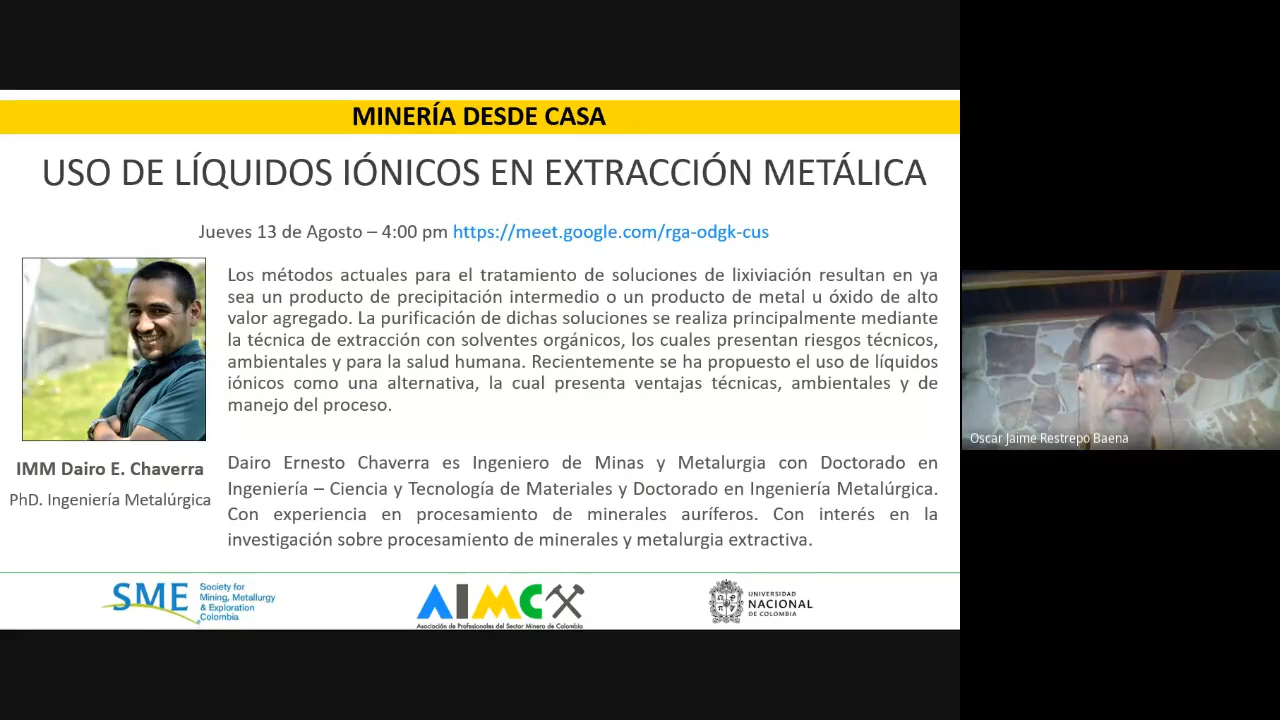 MINERÍA DESDE CASA
USO DE LÍQUIDOS IÓNICOS EN EXTRACCIÓN METÁLICA
Jueves 13 de Agosto – 4:00 pm https://meet.google.com/rga-odgk-cus
Los métodos actuales para el tratamiento de soluciones de lixiviación resultan en ya
sea un producto de precipitación intermedio o un producto de metal u óxido de alto
valor agregado. La purificación de dichas soluciones se realiza principalmente mediante
la técnica de extracción con solventes orgánicos, los cuales presentan riesgos técnicos,
ambientales y para la salud humana. Recientemente se ha propuesto el uso de líquidos
iónicos como una alternativa, la cual presenta ventajas técnicas, ambientales y de
manejo del proceso.
IMM Dairo E. Chaverra
PhD. Ingeniería Metalúrgica
Dairo Ernesto Chaverra es Ingeniero de Minas y Metalurgia con Doctorado en
Ingeniería – Ciencia y Tecnología de Materiales y Doctorado en Ingeniería Metalúrgica.
Con experiencia en procesamiento de minerales auríferos. Con interés en la
investigación sobre procesamiento de minerales y metalurgia extractiva.
Oscar Jaime Restrepo Baena
SME
Society for
Mining, Metallurgy
& Exploration
Colombia
AIMC
Asociación de Profesionales del Sector Minero de Colombia
UNIVERSIDAD
NACIONAL
DE COLOMBIA